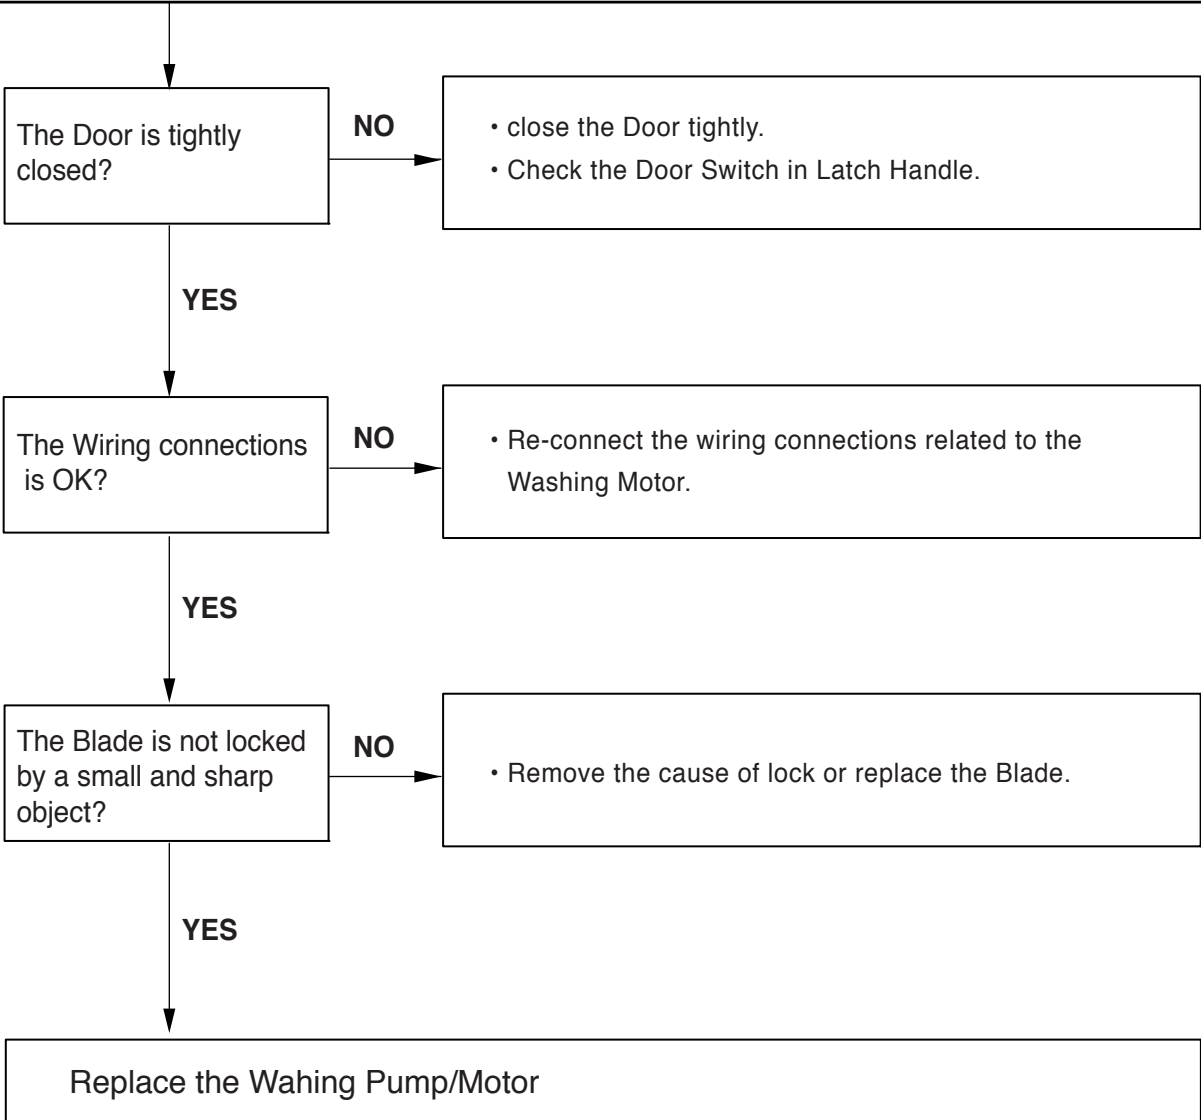 The Door is tightly
closed?
NO
• close the Door tightly.
• Check the Door Switch in Latch Handle.
YES
The Wiring connections
is OK?
NO
• Re-connect the wiring connections related to the
Washing Motor.
YES
The Blade is not locked
by a small and sharp
object?
NO
• Remove the cause of lock or replace the Blade.
YES
Replace the Wahing Pump/Motor